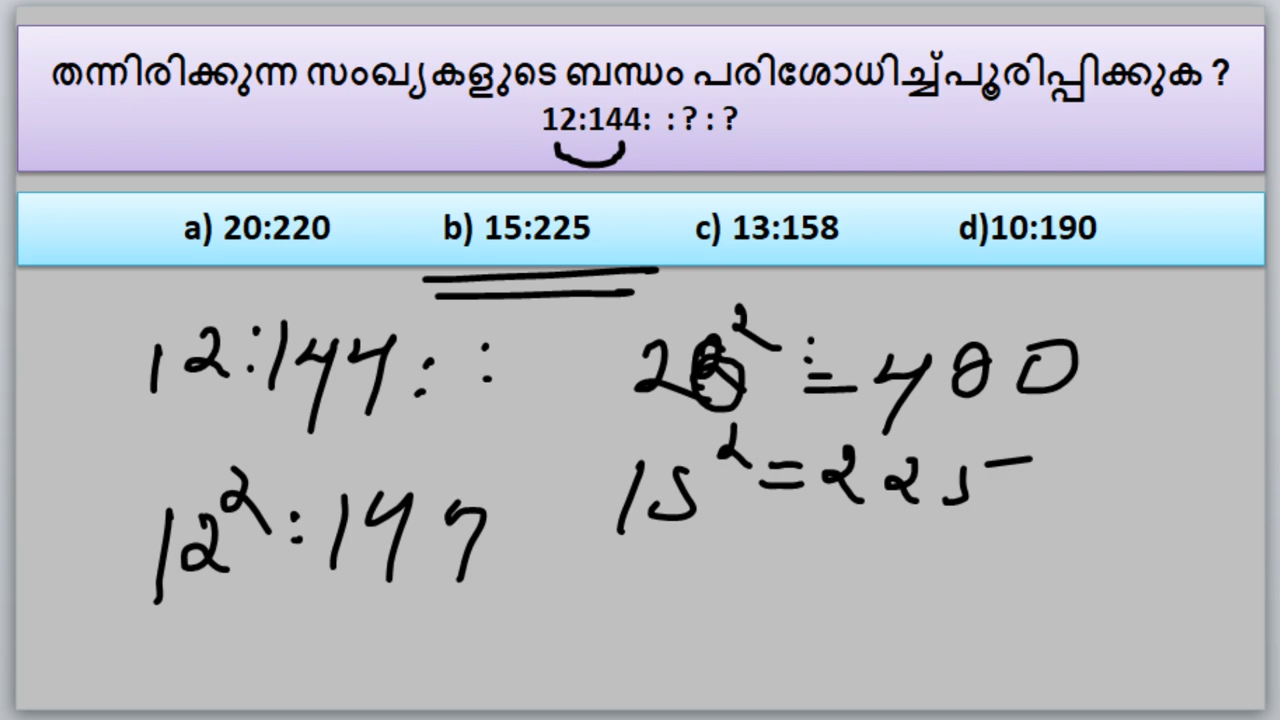 തന്നിരിക്കുന്ന സംഖ്യകളുടെ ബന്ധം പരിശോധിച്ച് പൂരിപ്പിക്കുക ?
12:144: : ? : ?
a) 20:220 b) 15:225 c) 13:158 d)10:190
12:144: :
= 400
15² = 225
12² : 144